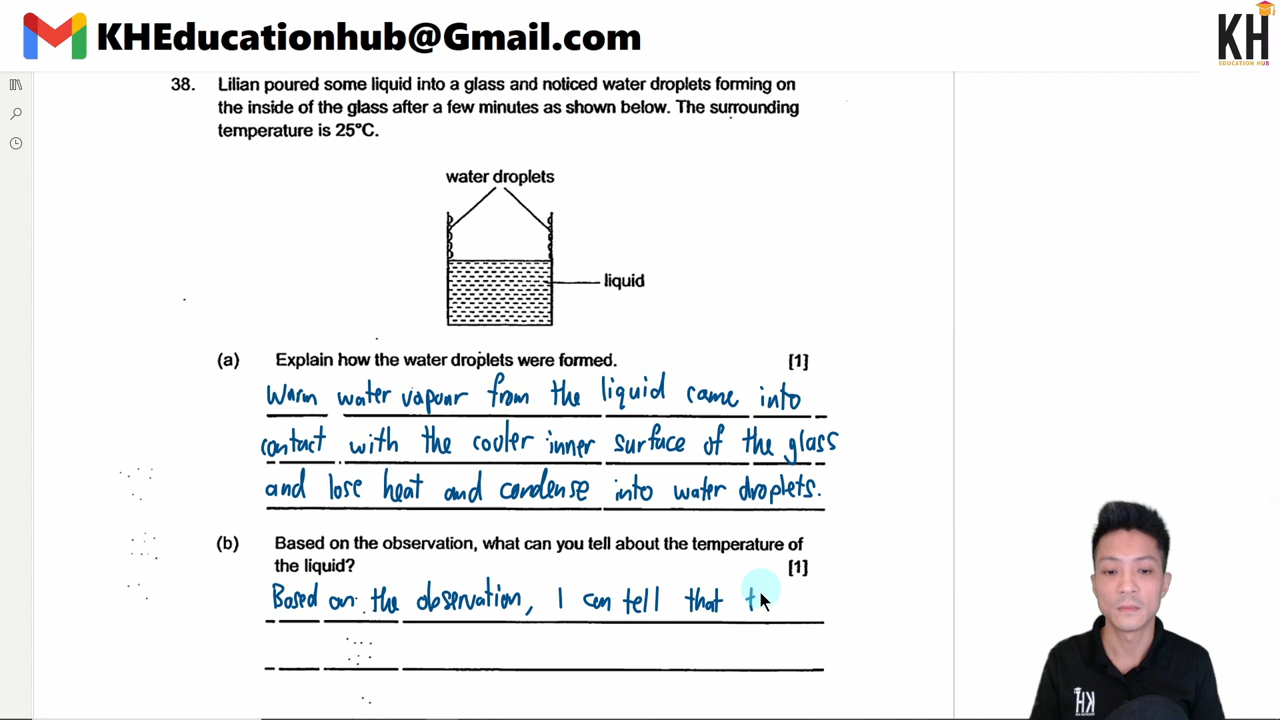 KHEducationhub@Gmail.com
KH
EDUCATION HUB
38. Lilian poured some liquid into a glass and noticed water droplets forming on
the inside of the glass after a few minutes as shown below. The surrounding
temperature is 25°C.
water droplets
liquid
(a) Explain how the water droplets were formed. [1]
Warm water vapour from the liquid came into
contact with the cooler inner surface of the glass
and lose heat and condense into water droplets.
(b) Based on the observation, what can you tell about the temperature of
the liquid? [1]
Based on the observation, I can tell that t
KH